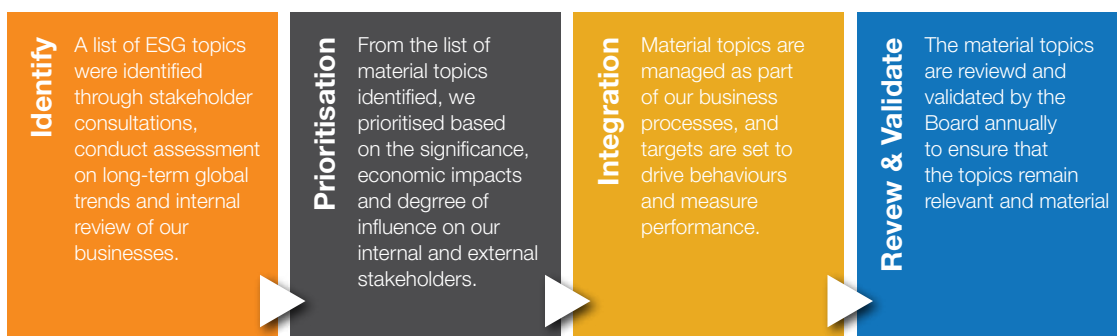 Identify
A list of ESG topics
were identified
through stakeholder
consultations,
conduct assessment
on long-term global
trends and internal
review of our
businesses.
Prioritisation
From the list of
material topics
identified, we
prioritised based
on the significance,
economic impacts
and degrree of
influence on our
internal and external
stakeholders.
Integration
Material topics are
managed as part
of our business
processes, and
targets are set to
drive behaviours
and measure
performance.
Revew & Validate
The material topics
are reviewd and
validated by the
Board annually
to ensure that
the topics remain
relevant and material